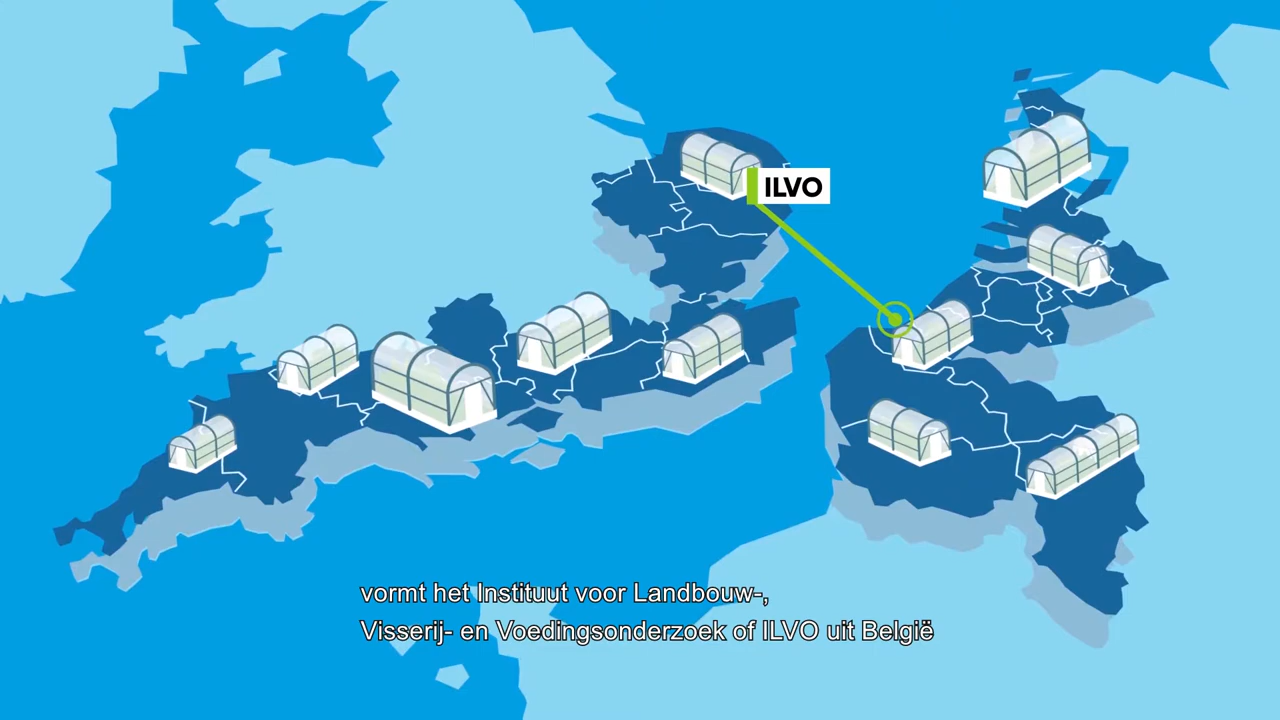 ILVO
vormt het Instituut voor Landbouw-,
Visserij- en Voedingsonderzoek of ILVO uit België